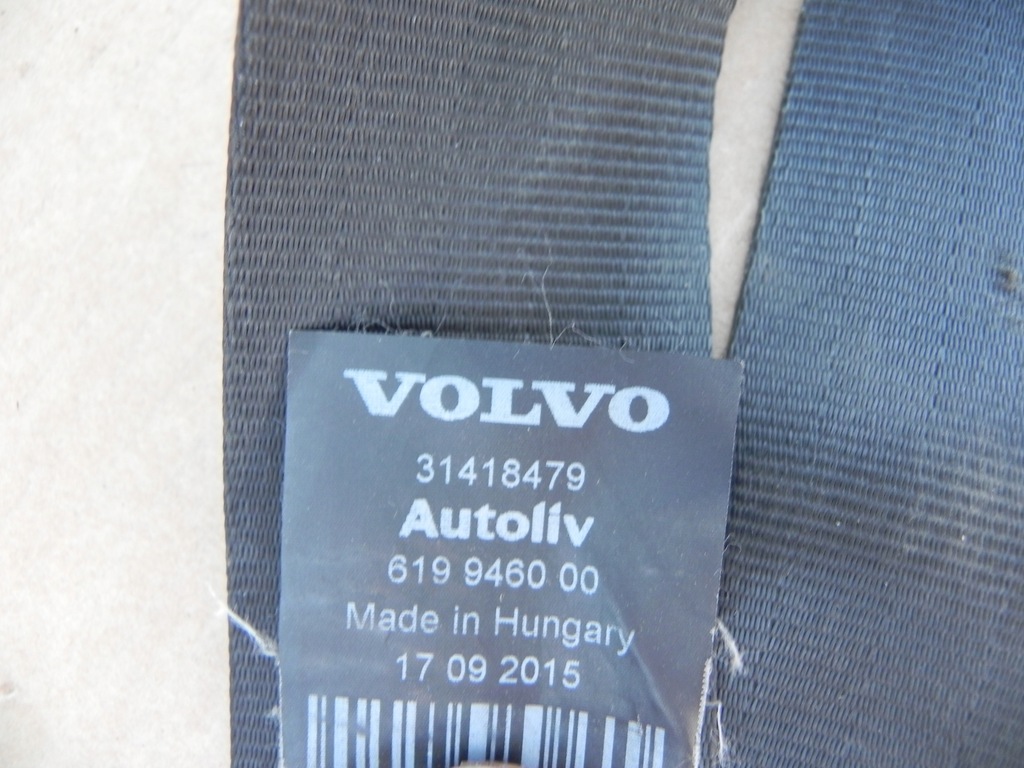 VOLVO
31418479
Autoliv
619 9460 00
Made in Hungary
17 09 2015